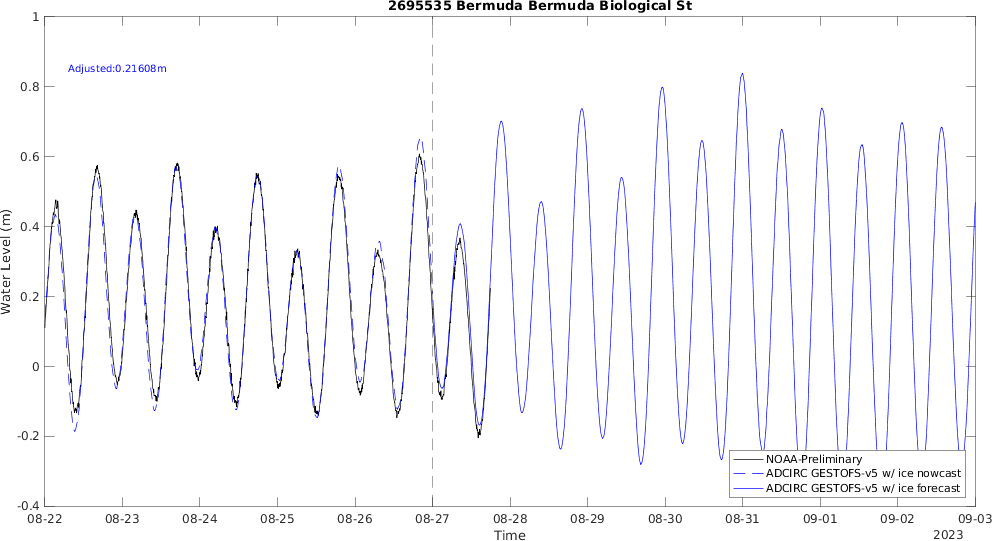 2695535 Bermuda Bermuda Biological St
Adjusted:0.21608m
Water Level (m)
1
0.8
0.6
0.4
0.2
0
-0.2
-0.4
NOAA-Preliminary
ADCIRC GESTOFS-v5 w/ ice nowcast
ADCIRC GESTOFS-v5 w/ ice forecast
08-22 08-23 08-24 08-25 08-26 08-27 08-28 08-29 08-30 08-31 09-01 09-02 09-03
Time
2023